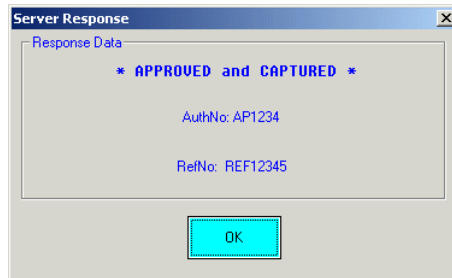 Server Response
Response Data
* APPROVED and CAPTURED *
AuthNo: AP1234
RefNo: REF12345
OK